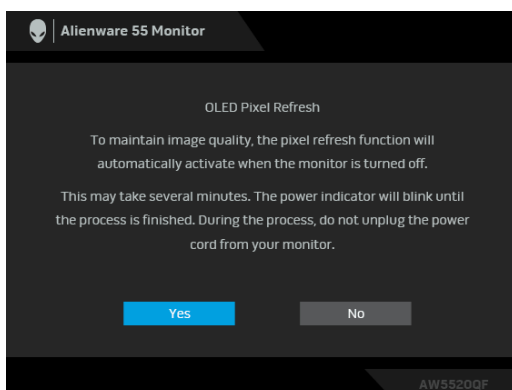 Alienware 55 Monitor
OLED Pixel Refresh
To maintain image quality, the pixel refresh function will
automatically activate when the monitor is turned off.
This may take several minutes. The power indicator will blink until
the process is finished. During the process, do not unplug the power
cord from your monitor.
Yes No
AW5520QF